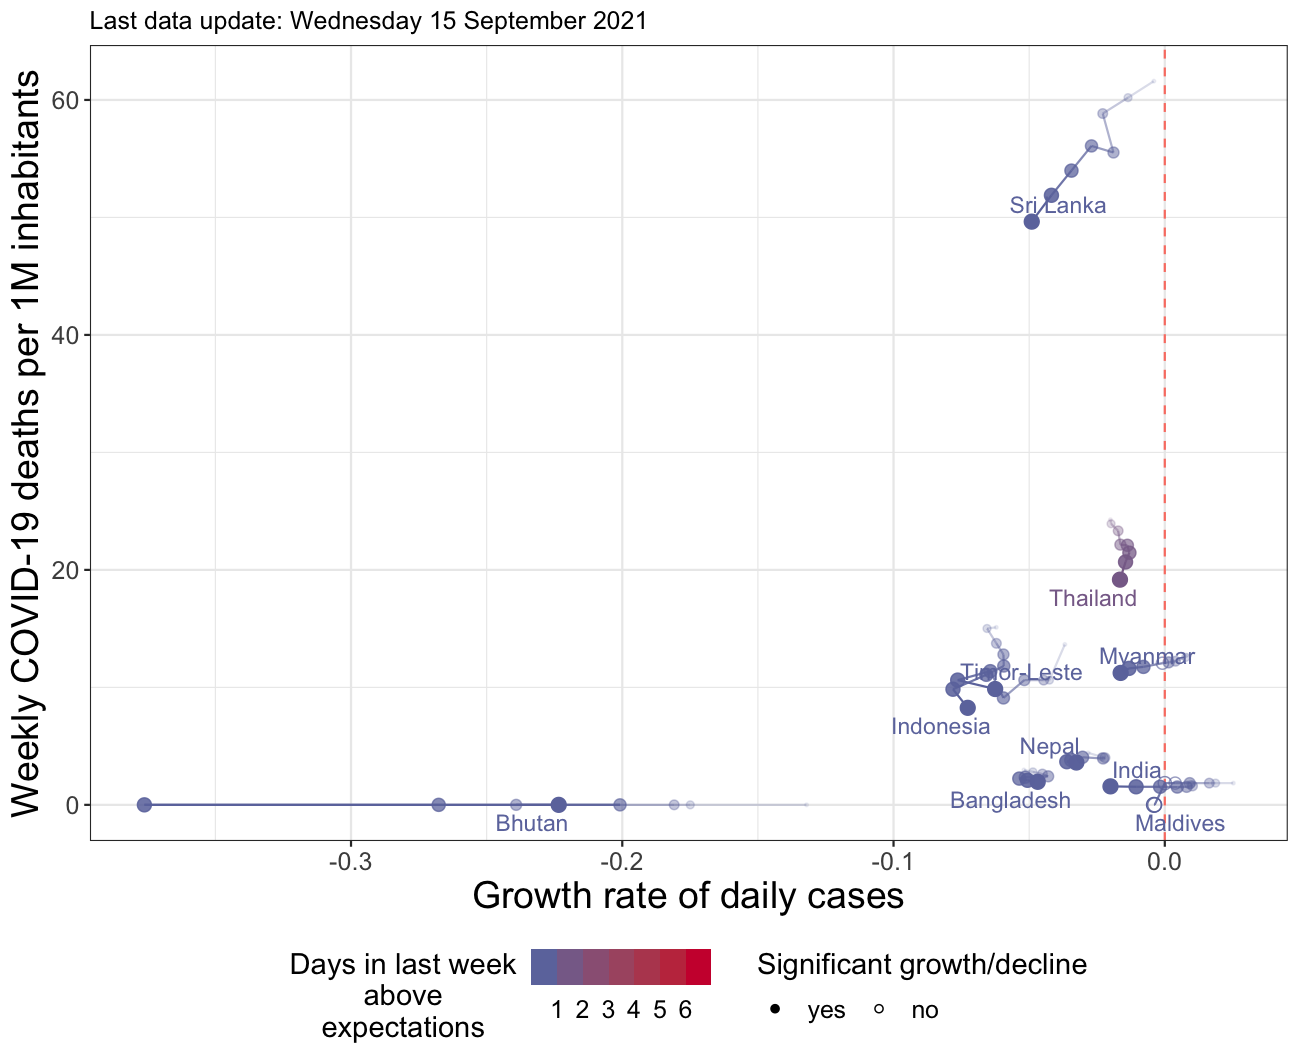 Last data update: Wednesday 15 September 2021
Weekly COVID-19 deaths per 1M inhabitants
60
40
20
0
Sri Lanka
Thailand
Myanmar
Timor-Leste
Indonesia
Nepal
India
Bangladesh
Bhutan
Maldives
-0.3
-0.2
-0.1
0.0
Growth rate of daily cases
Days in last week
above
expectations
1 2 3 4 5 6
Significant growth/decline
yes
no